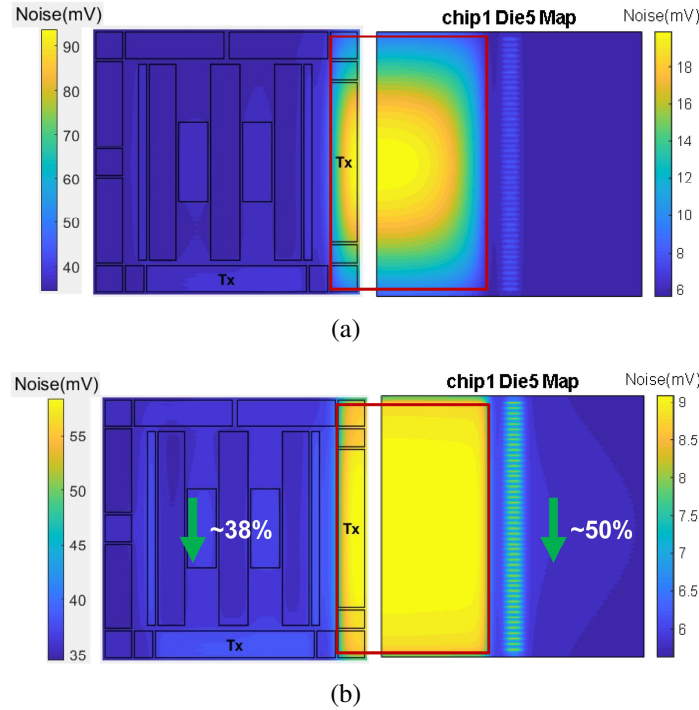 Noise(mV)
chip1 Die5 Map
Noise(mV)
90
80
70
60
50
40
Tx
Tx
18
16
14
12
10
8
6
(a)
Noise(mV)
chip1 Die5 Map
Noise(mV)
55
50
45
40
35
~38%
Tx
Tx
~50%
9
8.5
8
7.5
7
6.5
6
(b)